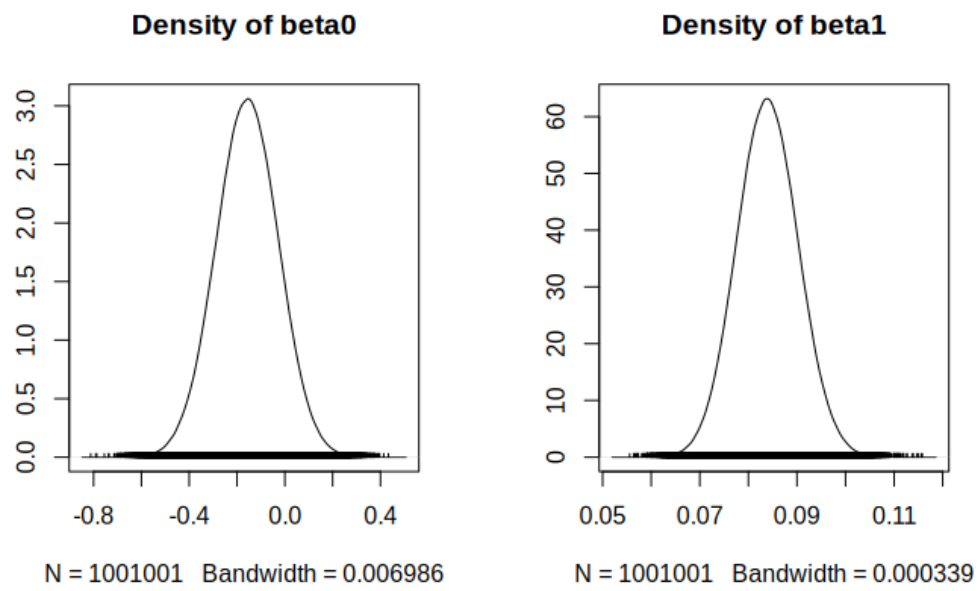 Density of beta0
3.0
2.5
2.0
1.5
1.0
0.5
0.0
-0.8 -0.4 0.0 0.4
N = 1001001 Bandwidth = 0.006986
Density of beta1
60
50
40
30
20
10
0
0.05 0.07 0.09 0.11
N = 1001001 Bandwidth = 0.000339